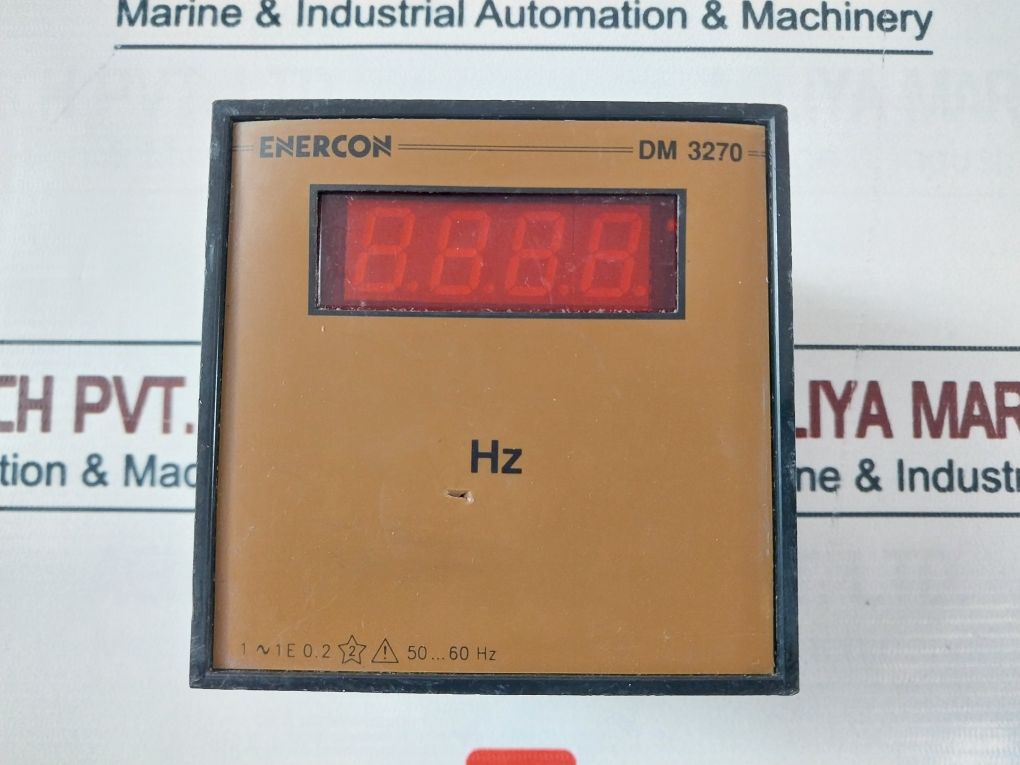 Marine & Industrial Automation & Machinery
ENERCON DM 3270
8.8.8.8.
CH PVT. LIYA MAR
tion & Mac ne & Industr
Hz
1 ~ 1E 0.2 2 ! 50...60 Hz